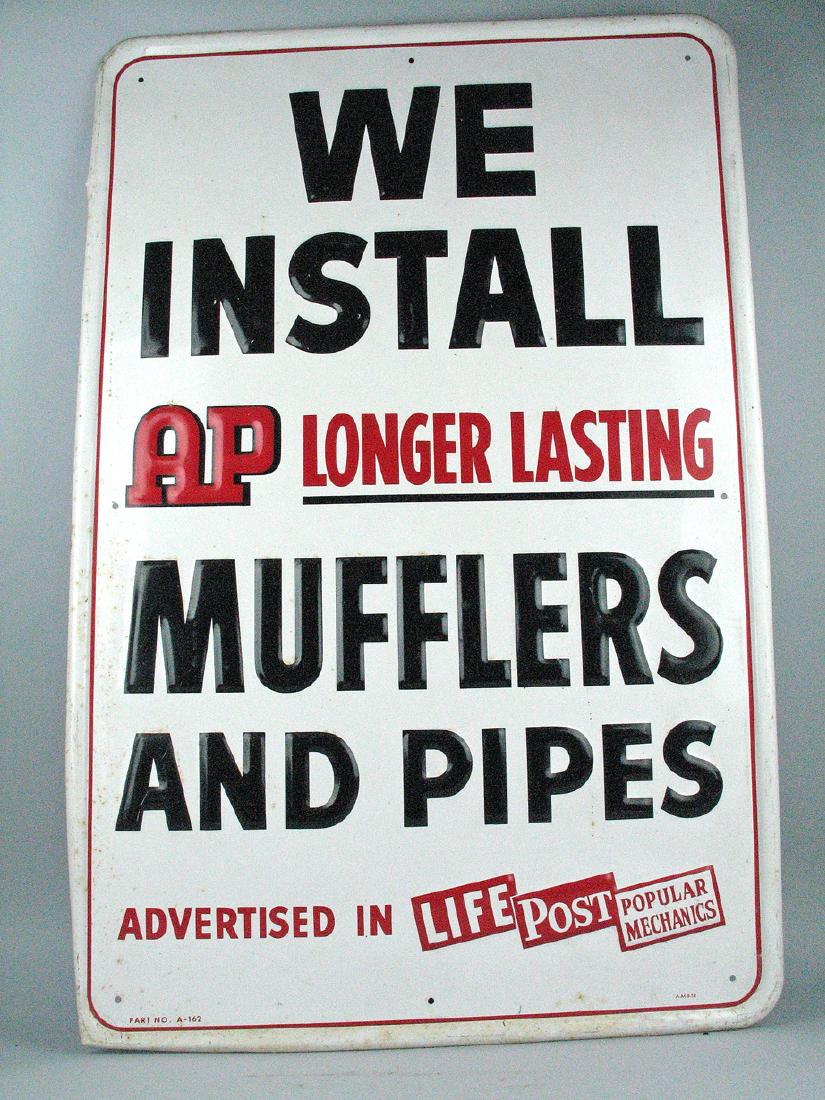 WE
INSTALL
AP LONGER LASTING
MUFFLERS
AND PIPES
ADVERTISED IN LIFE POST POPULAR MECHANICS
PART NO. A-162